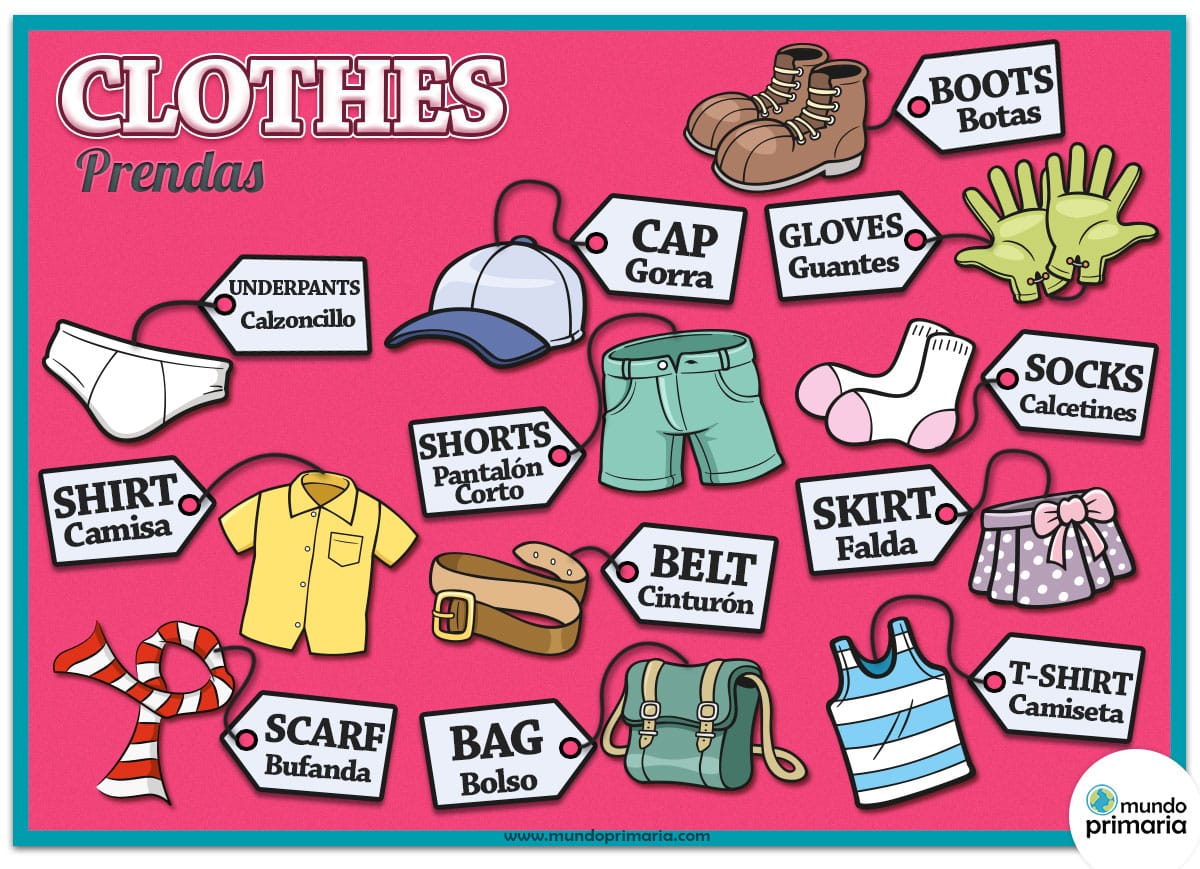 CLOTHES
Prendas
BOOTS
Botas
CAP
Gorra
GLOVES
Guantes
UNDERPANTS
Calzoncillo
SHORTS
Pantalón
Corto
SOCKS
Calcetines
SHIRT
Camisa
SKIRT
Falda
BELT
Cinturón
SCARF
Bufanda
BAG
Bolso
T-SHIRT
Camiseta
mundo
primaria
www.mundoprimaria.com